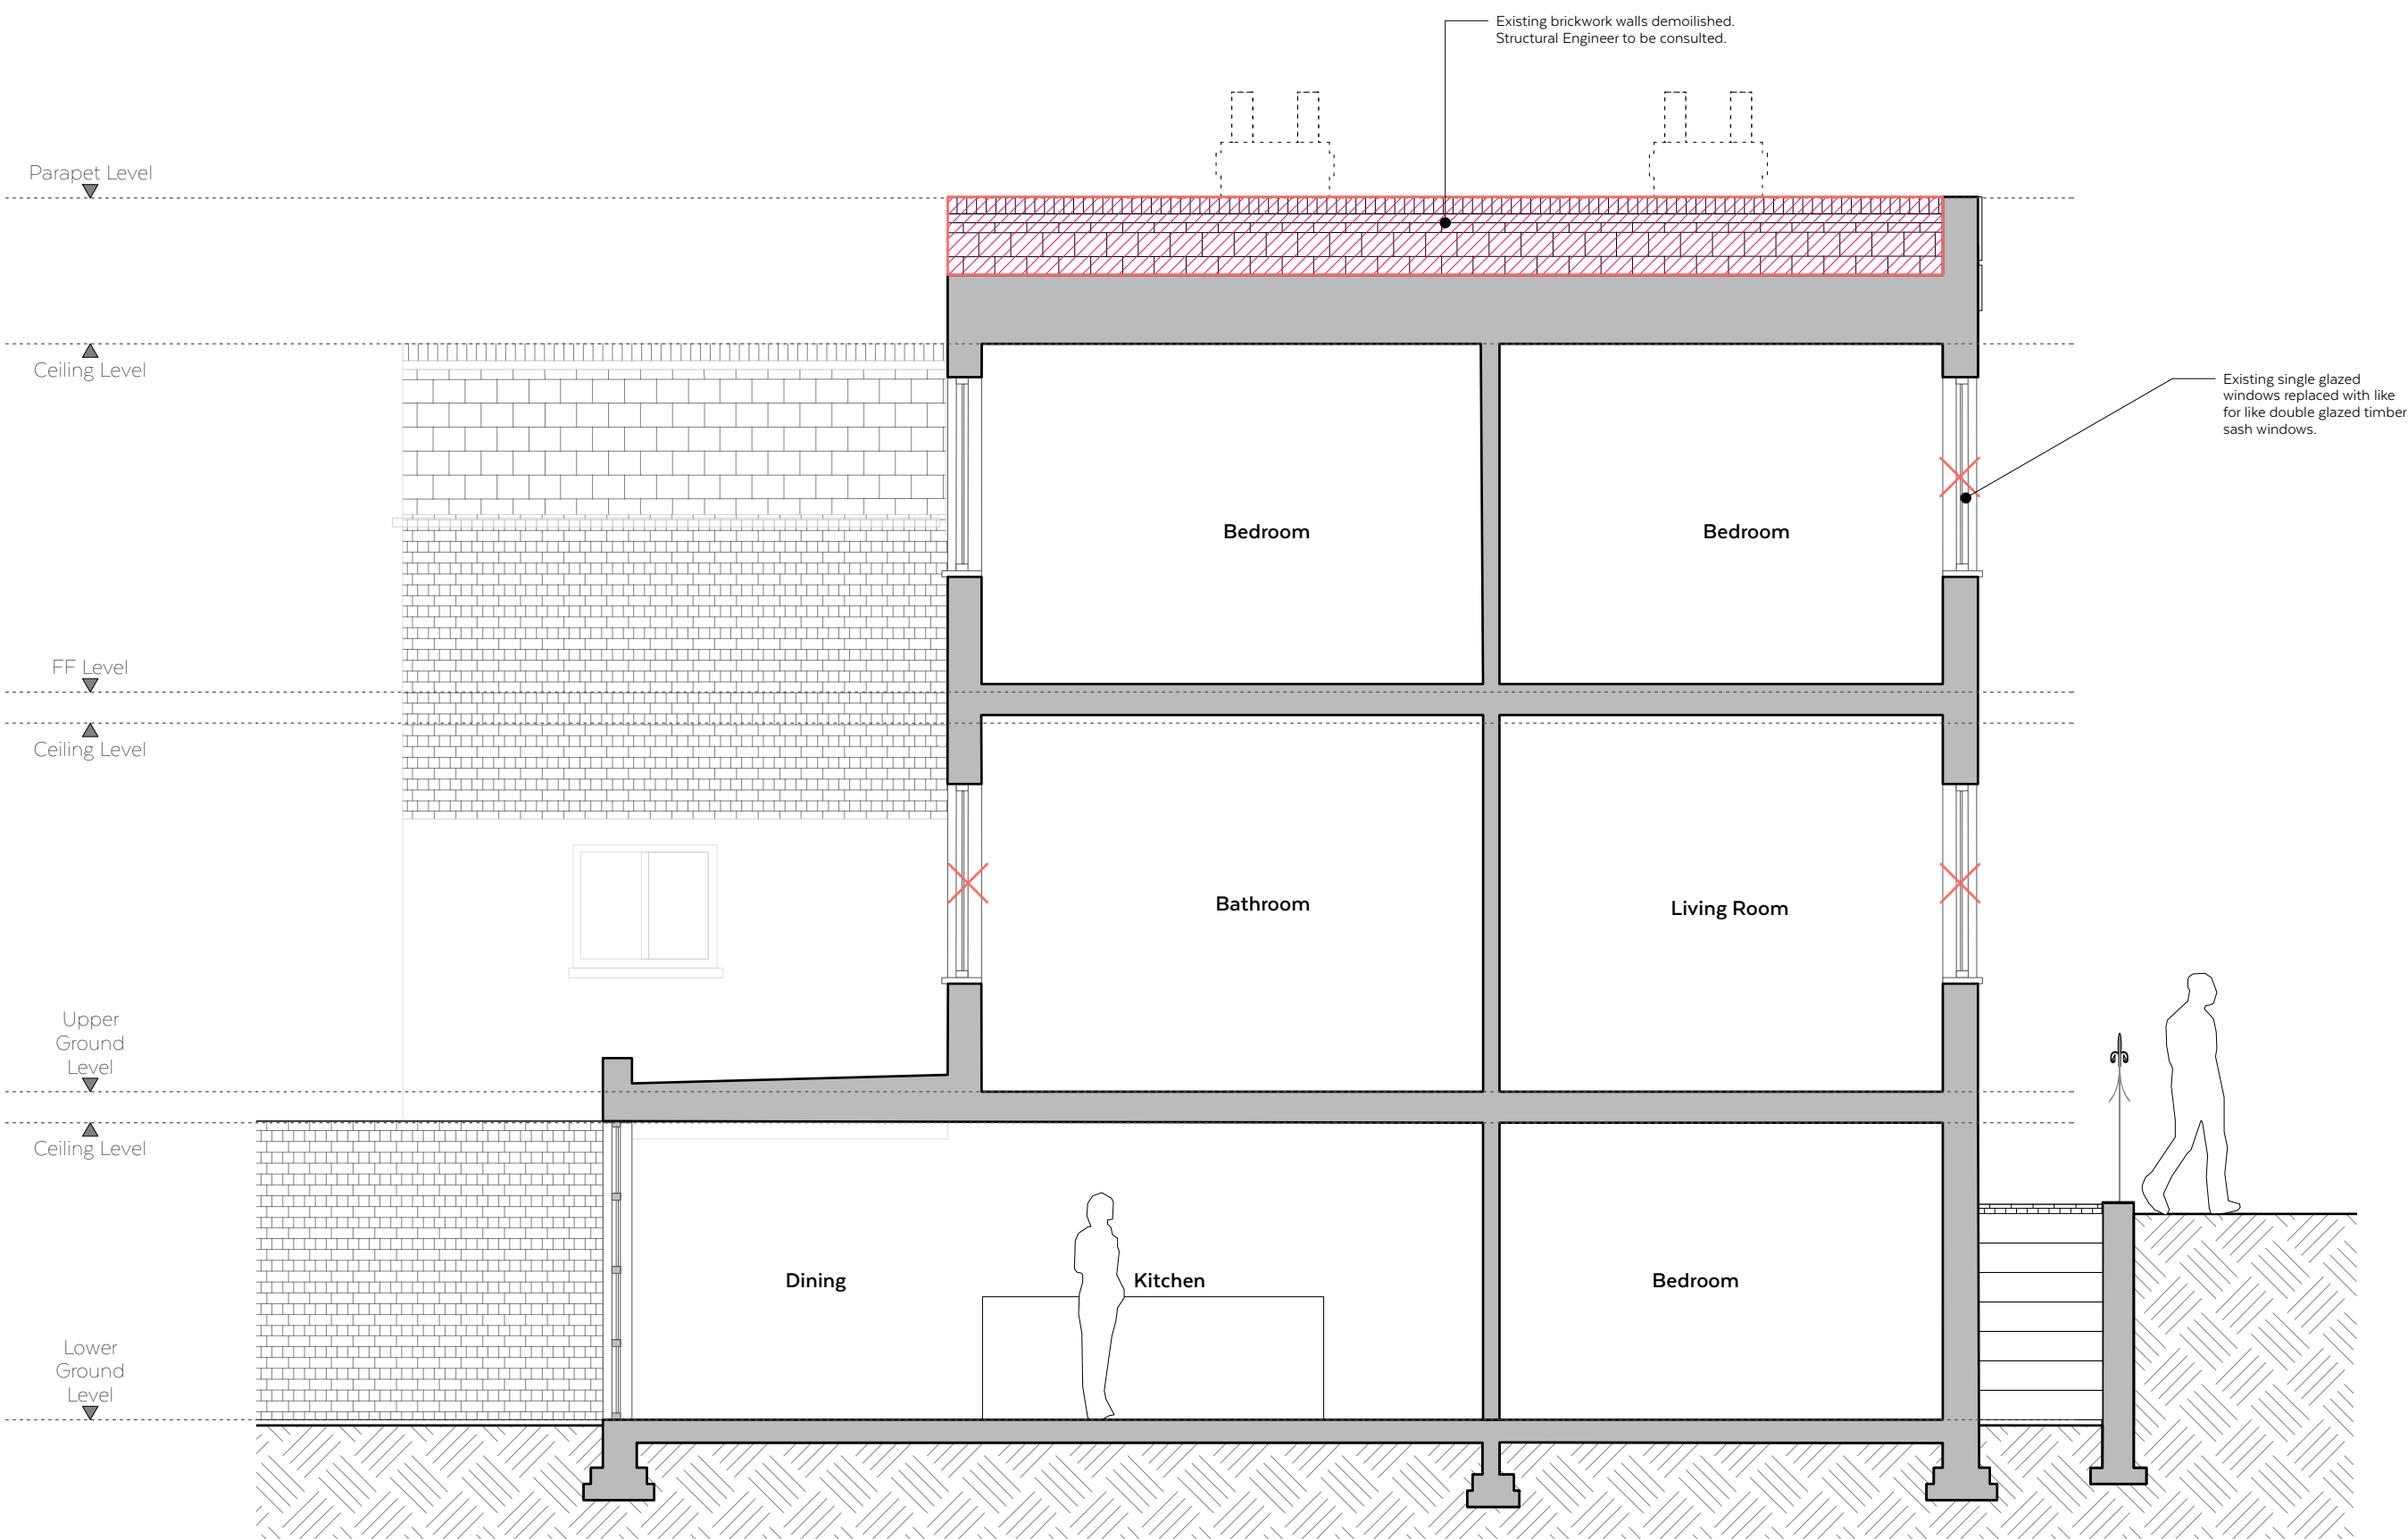 Existing brickwork walls demoilished.
Structural Engineer to be consulted.
Parapet Level
Ceiling Level
Existing single glazed
windows replaced with like
for like double glazed timber
sash windows.
Bedroom
Bedroom
FF Level
Ceiling Level
Bathroom
Living Room
Upper
Ground
Level
Ceiling Level
Dining
Kitchen
Bedroom
Lower
Ground
Level